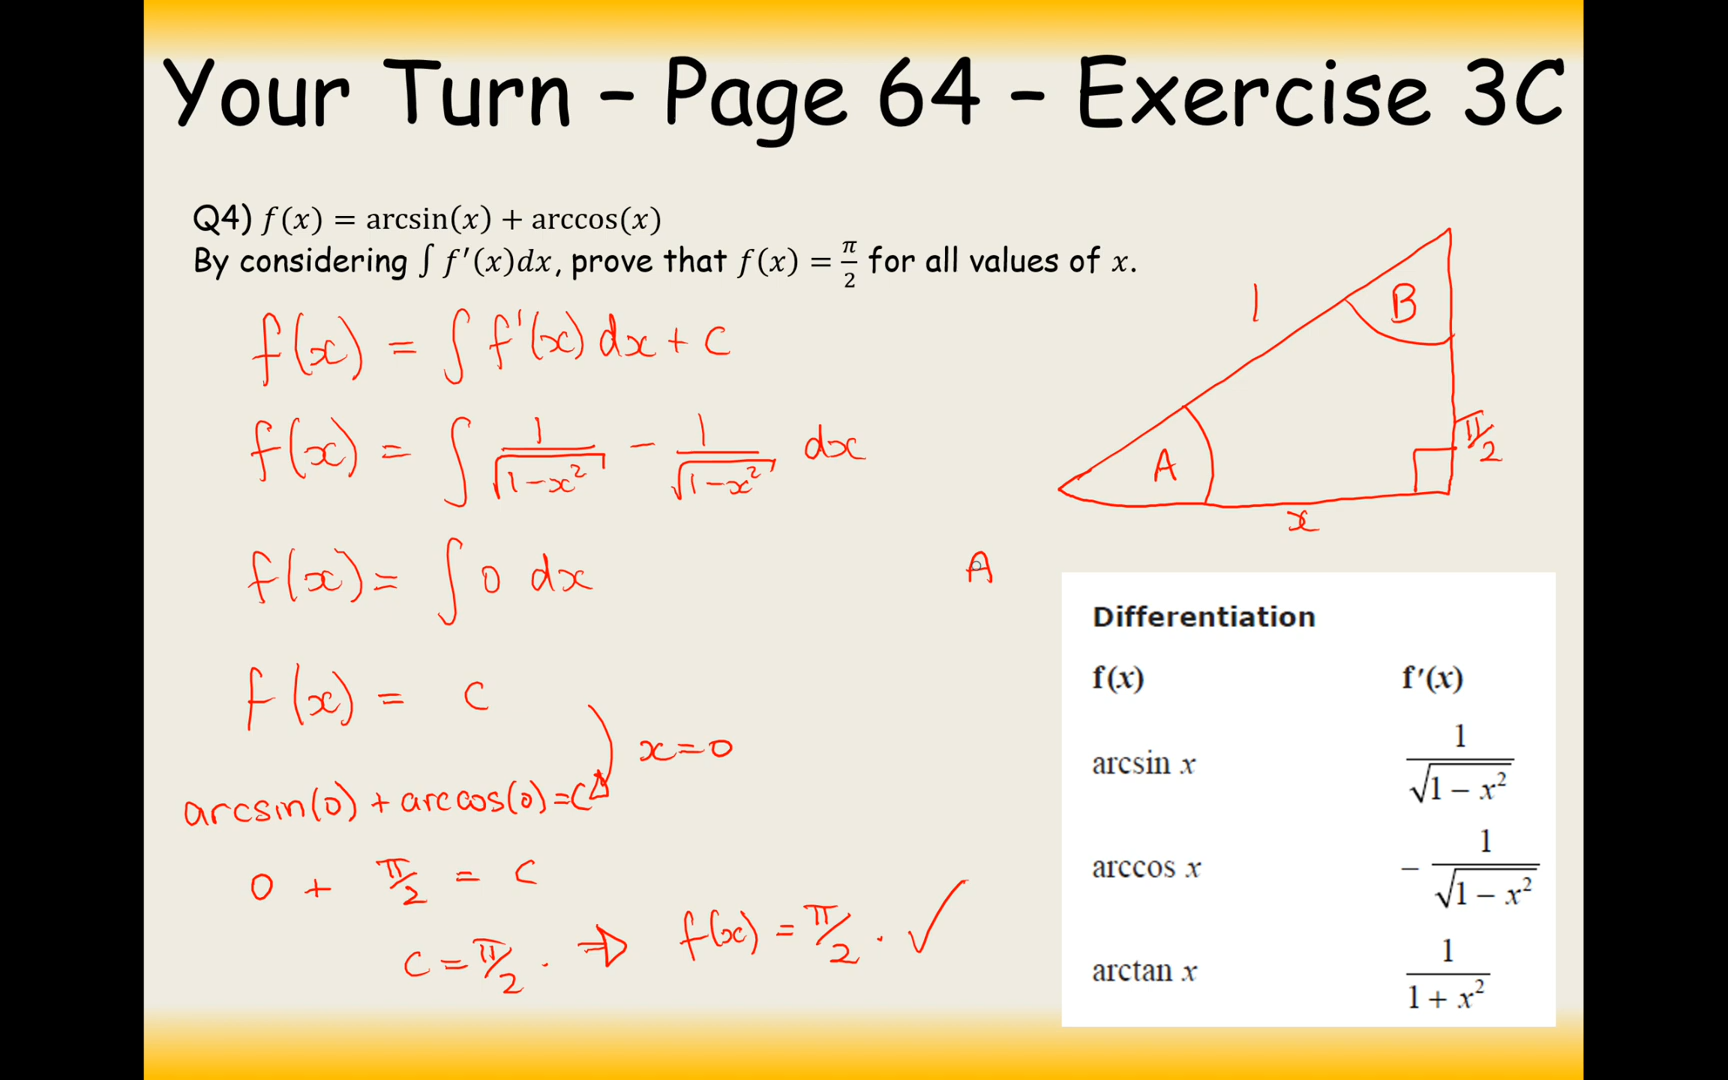 Your Turn – Page 64 – Exercise 3C
Q4) f(x) = arcsin(x) + arccos(x)
By considering ∫ f′(x)dx, prove that f(x) = π/2 for all values of x.
f(x) = ∫ f'(x) dx + c
f(x) = ∫ 1/√(1-x²) - 1/√(1-x²) dx
f(x) = ∫ 0 dx
f(x) = c
x = 0
arcsin(0) + arccos(0) = c
0 + π/2 = c
c = π/2 . ⇒ f(x) = π/2 . ✓
1
B
A
π/2
x
A
Differentiation
f(x) f′(x)
arcsin x 1/√(1 − x²)
arccos x − 1/√(1 − x²)
arctan x 1/(1 + x²)